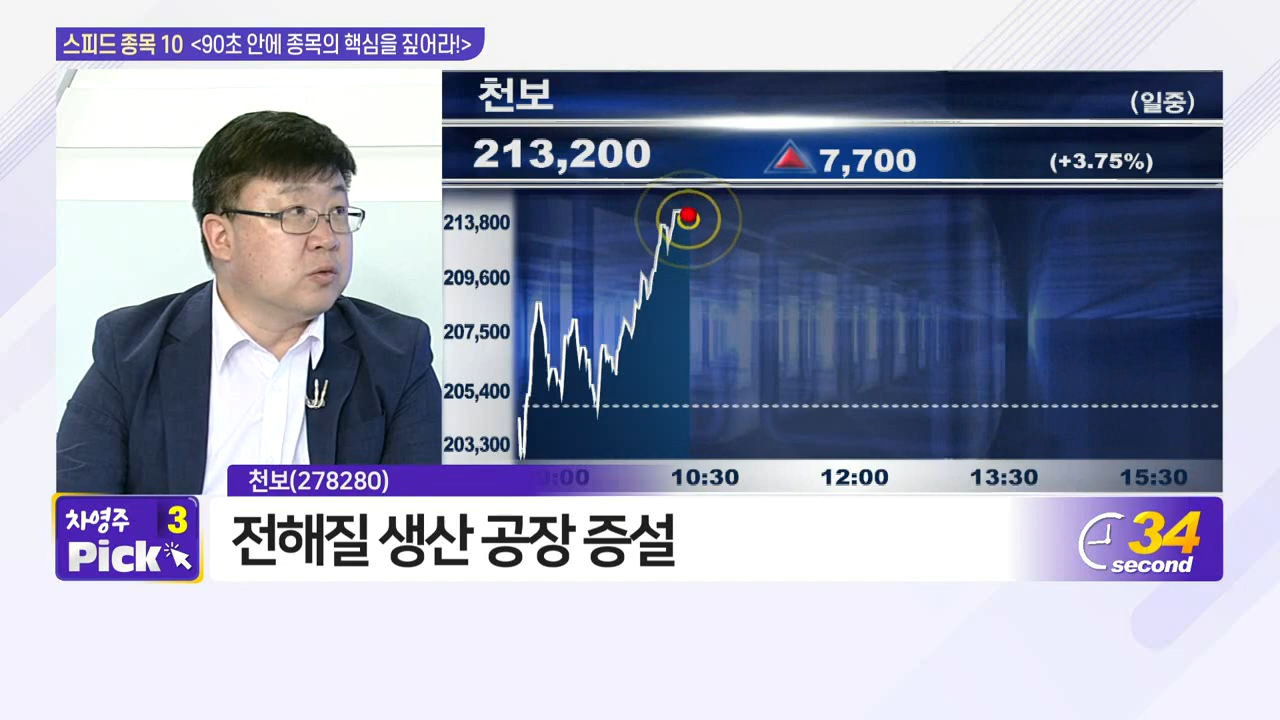 스피드 종목 10 <90초 안에 종목의 핵심을 짚어라!>
천보
(일중)
213,200
7,700
(+3.75%)
213,800
209,600
207,500
205,400
203,300
09:00 10:30 12:00 13:30 15:30
천보(278280)
차영주 3
Pick
전해질 생산 공장 증설
34
second